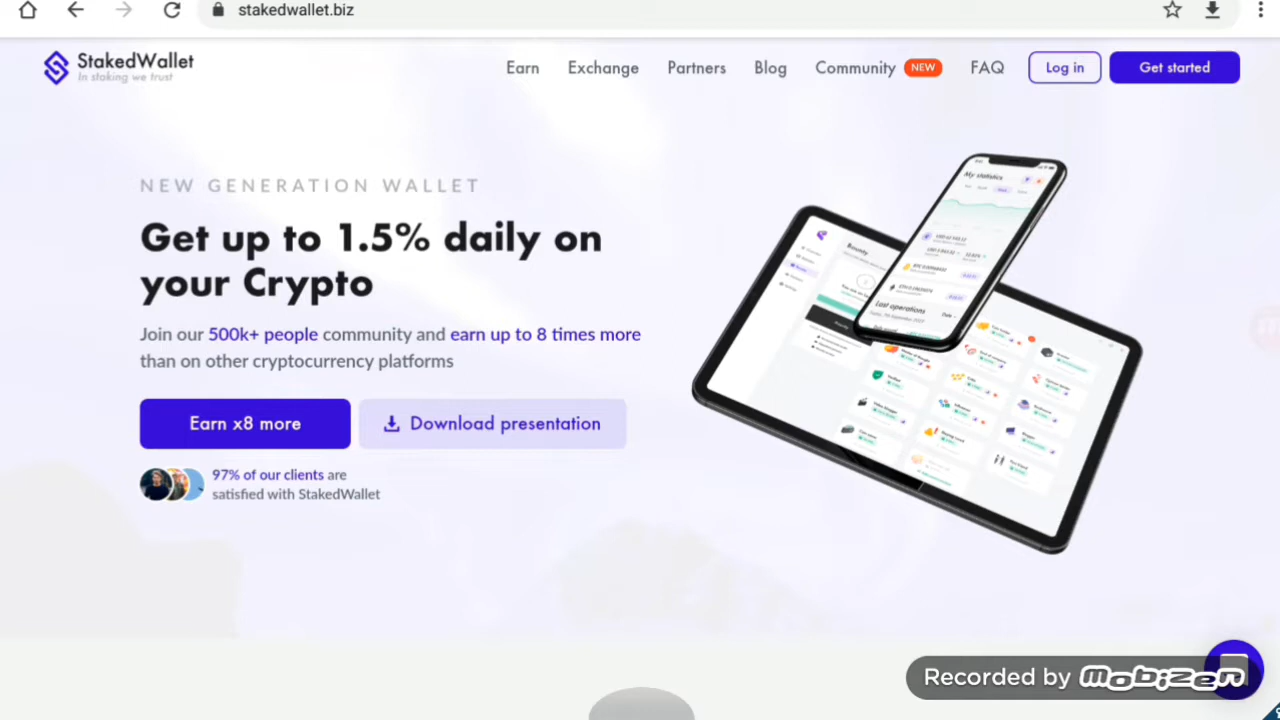 stakedwallet.biz
StakedWallet
In staking we trust
Earn Exchange Partners Blog Community NEW FAQ Log in Get started
NEW GENERATION WALLET
Get up to 1.5% daily on
your Crypto
Join our 500k+ people community and earn up to 8 times more
than on other cryptocurrency platforms
Earn x8 more Download presentation
97% of our clients are
satisfied with StakedWallet
My statistics
Bounty
Last operations
Recorded by mobizen